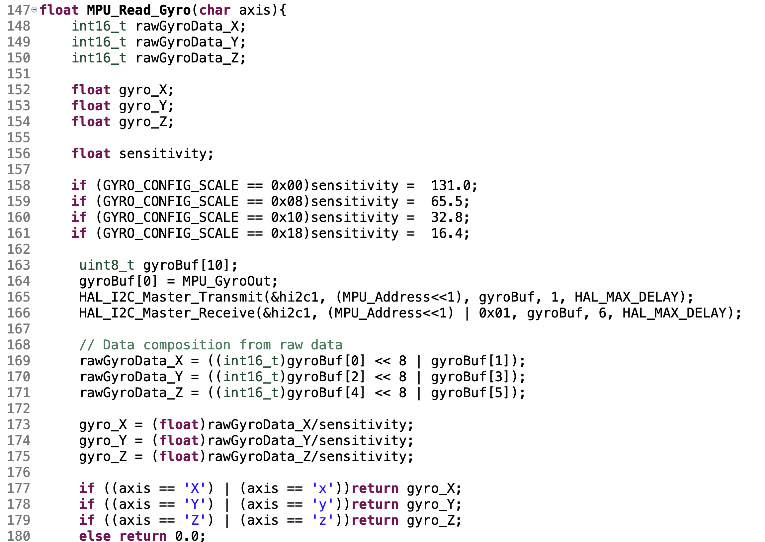 147 float MPU_Read_Gyro(char axis){
148     int16_t rawGyroData_X;
149     int16_t rawGyroData_Y;
150     int16_t rawGyroData_Z;
151
152     float gyro_X;
153     float gyro_Y;
154     float gyro_Z;
155
156     float sensitivity;
157
158     if (GYRO_CONFIG_SCALE == 0x00)sensitivity =  131.0;
159     if (GYRO_CONFIG_SCALE == 0x08)sensitivity =  65.5;
160     if (GYRO_CONFIG_SCALE == 0x10)sensitivity =  32.8;
161     if (GYRO_CONFIG_SCALE == 0x18)sensitivity =  16.4;
162
163      uint8_t gyroBuf[10];
164      gyroBuf[0] = MPU_GyroOut;
165      HAL_I2C_Master_Transmit(&hi2c1, (MPU_Address<<1), gyroBuf, 1, HAL_MAX_DELAY);
166      HAL_I2C_Master_Receive(&hi2c1, (MPU_Address<<1) | 0x01, gyroBuf, 6, HAL_MAX_DELAY);
167
168      // Data composition from raw data
169      rawGyroData_X = ((int16_t)gyroBuf[0] << 8 | gyroBuf[1]);
170      rawGyroData_Y = ((int16_t)gyroBuf[2] << 8 | gyroBuf[3]);
171      rawGyroData_Z = ((int16_t)gyroBuf[4] << 8 | gyroBuf[5]);
172
173      gyro_X = (float)rawGyroData_X/sensitivity;
174      gyro_Y = (float)rawGyroData_Y/sensitivity;
175      gyro_Z = (float)rawGyroData_Z/sensitivity;
176
177      if ((axis == 'X') | (axis == 'x'))return gyro_X;
178      if ((axis == 'Y') | (axis == 'y'))return gyro_Y;
179      if ((axis == 'Z') | (axis == 'z'))return gyro_Z;
180      else return 0.0;